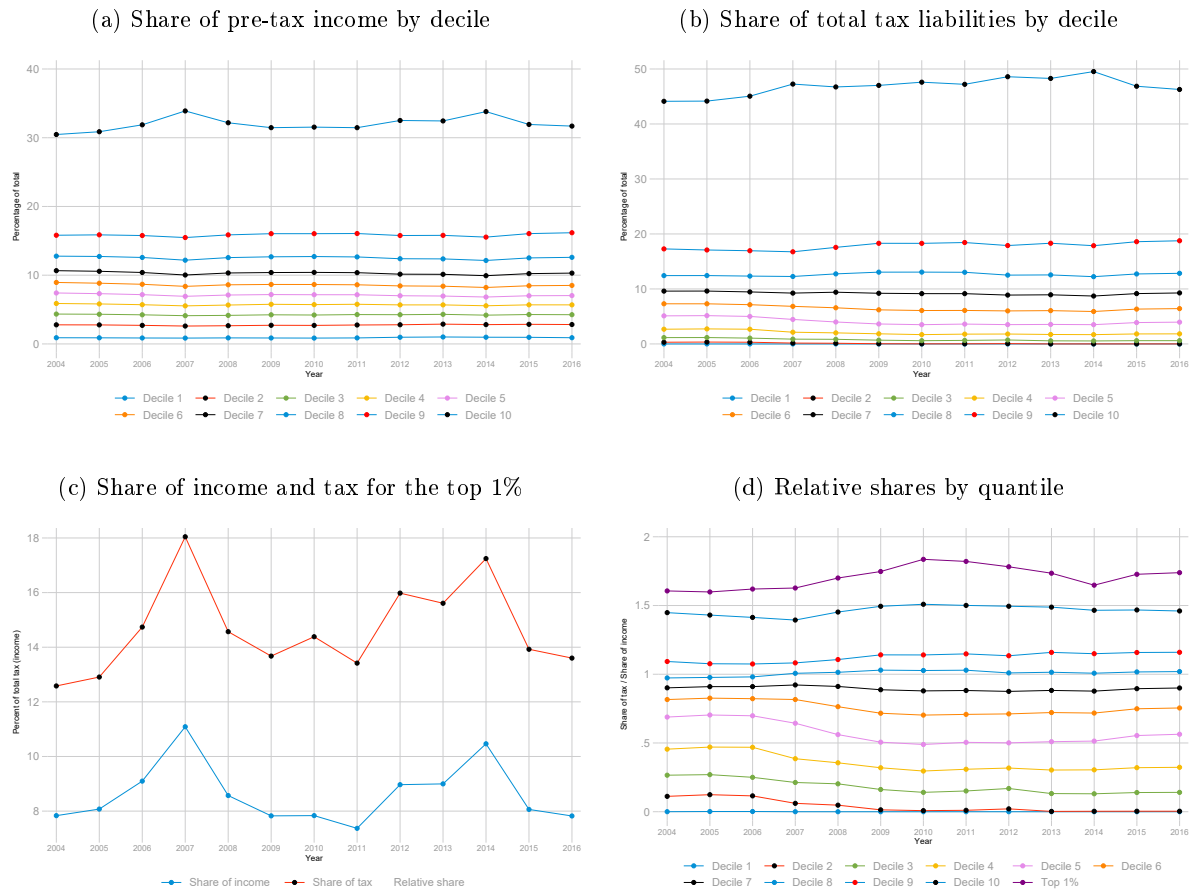 (a) Share of pre-tax income by decile
Percentage of total
40
30
20
10
0
2004 2005 2006 2007 2008 2009 2010 2011 2012 2013 2014 2015 2016
Year
Decile 1 Decile 2 Decile 3 Decile 4 Decile 5
Decile 6 Decile 7 Decile 8 Decile 9 Decile 10
(b) Share of total tax liabilities by decile
Percentage of total
50
40
30
20
10
0
2004 2005 2006 2007 2008 2009 2010 2011 2012 2013 2014 2015 2016
Year
Decile 1 Decile 2 Decile 3 Decile 4 Decile 5
Decile 6 Decile 7 Decile 8 Decile 9 Decile 10
(c) Share of income and tax for the top 1%
Percent of total tax (income)
18
16
14
12
10
8
2004 2005 2006 2007 2008 2009 2010 2011 2012 2013 2014 2015 2016
Year
Share of income Share of tax Relative share
(d) Relative shares by quantile
Share of tax / Share of income
2
1.5
1
.5
0
2004 2005 2006 2007 2008 2009 2010 2011 2012 2013 2014 2015 2016
Year
Decile 1 Decile 2 Decile 3 Decile 4 Decile 5 Decile 6
Decile 7 Decile 8 Decile 9 Decile 10 Top 1%